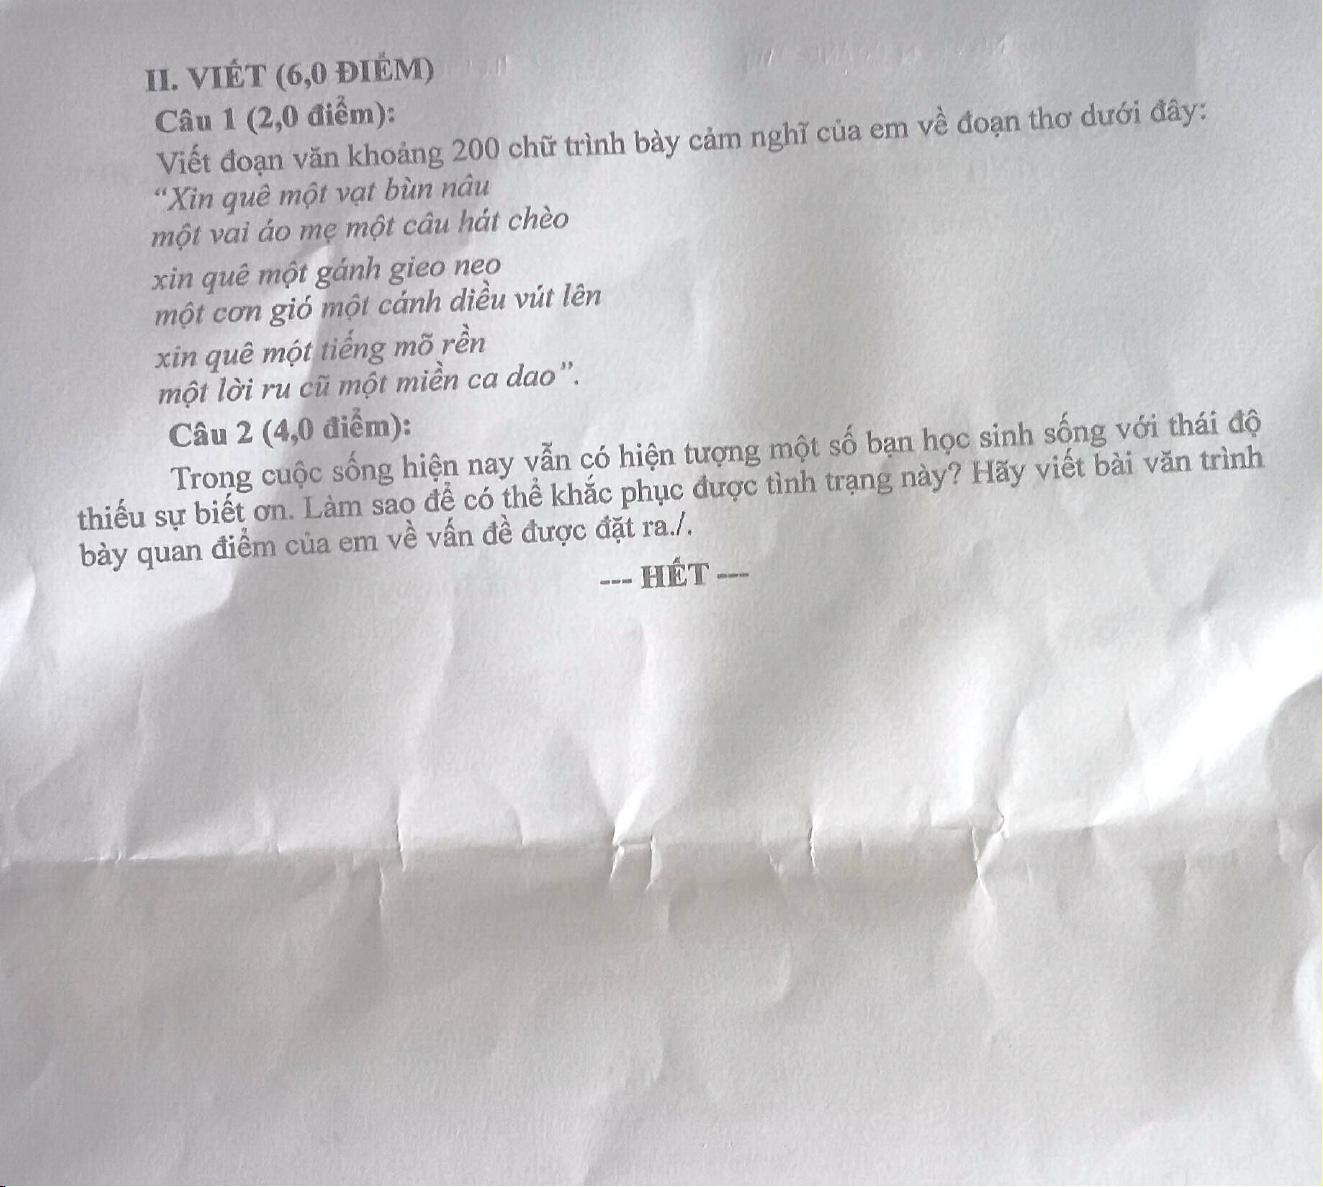 II. VIẾT (6,0 ĐIỂM)
Câu 1 (2,0 điểm):
Viết đoạn văn khoảng 200 chữ trình bày cảm nghĩ của em về đoạn thơ dưới đây:
“Xin quê một vạt bùn nâu
một vai áo mẹ một câu hát chèo
xin quê một gánh gieo neo
một cơn gió một cánh diều vút lên
xin quê một tiếng mõ rền
một lời ru cũ một miền ca dao”.
Câu 2 (4,0 điểm):
Trong cuộc sống hiện nay vẫn có hiện tượng một số bạn học sinh sống với thái độ
thiếu sự biết ơn. Làm sao để có thể khắc phục được tình trạng này? Hãy viết bài văn trình
bày quan điểm của em về vấn đề được đặt ra./.
--- HẾT ---